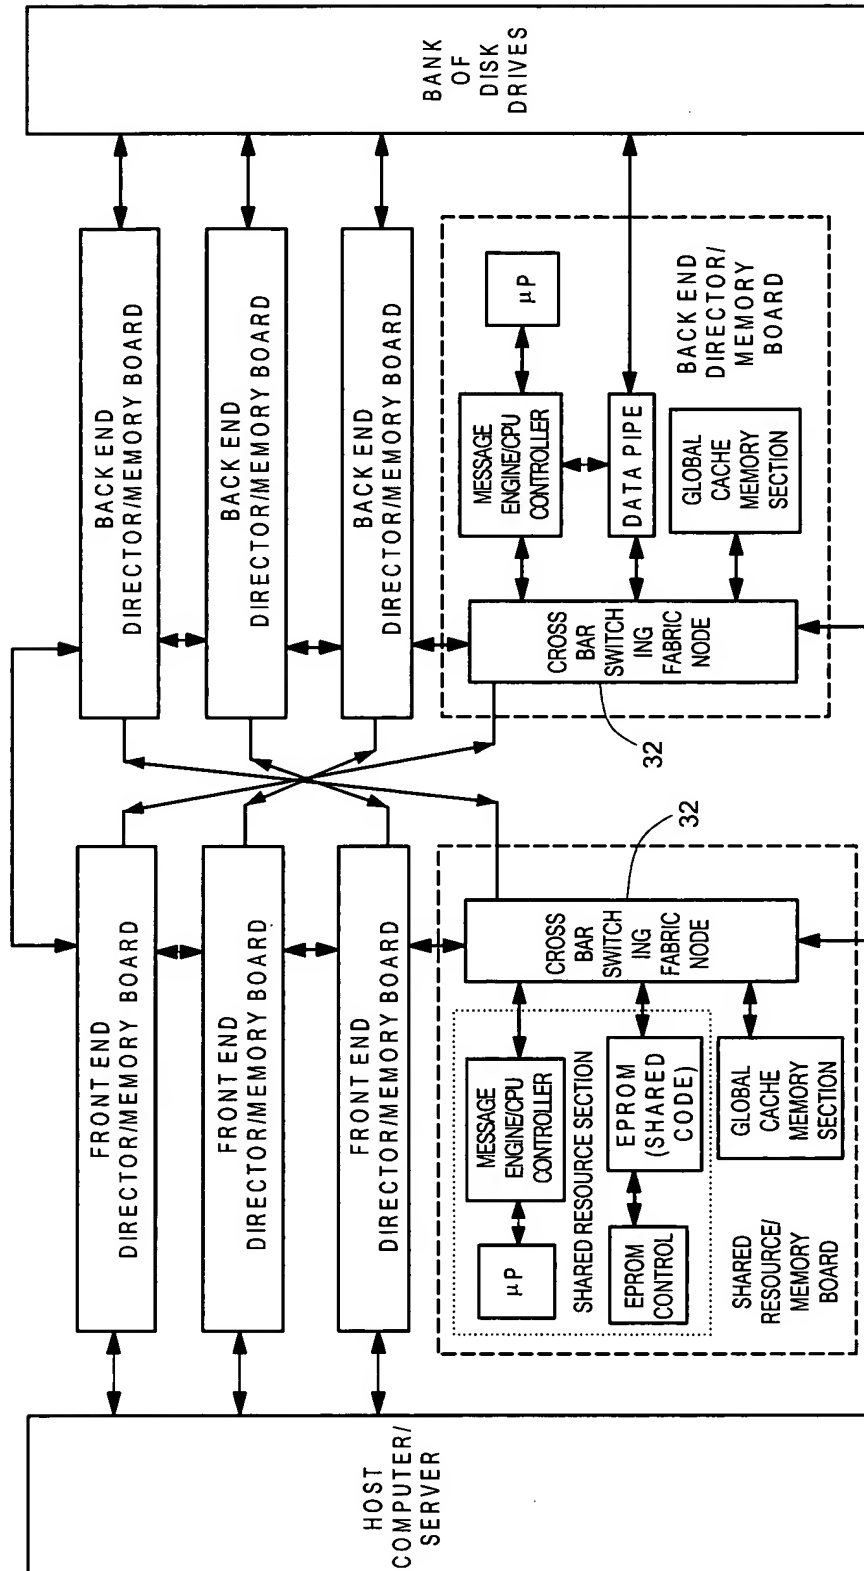 HOST
COMPUTER/
SERVER
FRONT END
DIRECTOR/MEMORY BOARD
FRONT END
DIRECTOR/MEMORY BOARD
FRONT END
DIRECTOR/MEMORY BOARD
μP
MESSAGE
ENGINE/CPU
CONTROLLER
SHARED RESOURCE SECTION
EPROM
CONTROL
EPROM
(SHARED
CODE)
GLOBAL
CACHE
MEMORY
SECTION
SHARED
RESOURCE/
MEMORY
BOARD
CROSS
BAR
SWITCH
ING
FABRIC
NODE
32
BACK END
DIRECTOR/MEMORY BOARD
BACK END
DIRECTOR/MEMORY BOARD
BACK END
DIRECTOR/MEMORY BOARD
CROSS
BAR
SWITCH
ING
FABRIC
NODE
32
MESSAGE
ENGINE/CPU
CONTROLLER
μP
DATA PIPE
GLOBAL
CACHE
MEMORY
SECTION
BACK END
DIRECTOR/
MEMORY
BOARD
BANK
OF
DISK
DRIVES